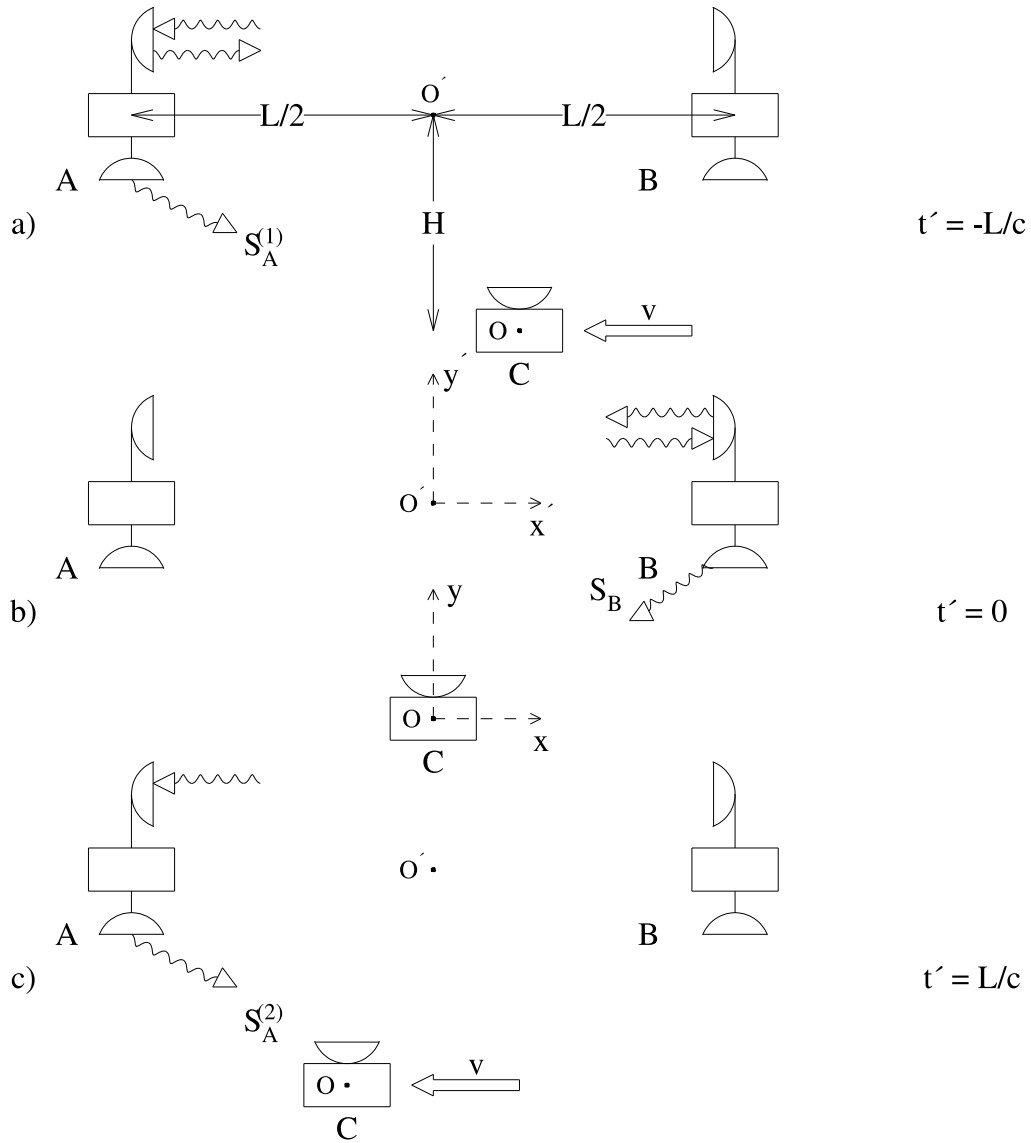 O´
L/2 L/2
A B
a) S_A^(1) H t´ = -L/c
O v
C
y´
O´
x´
A B
S_B
b) y t´ = 0
O
x
C
O´
A B
c) S_A^(2) t´ = L/c
O v
C